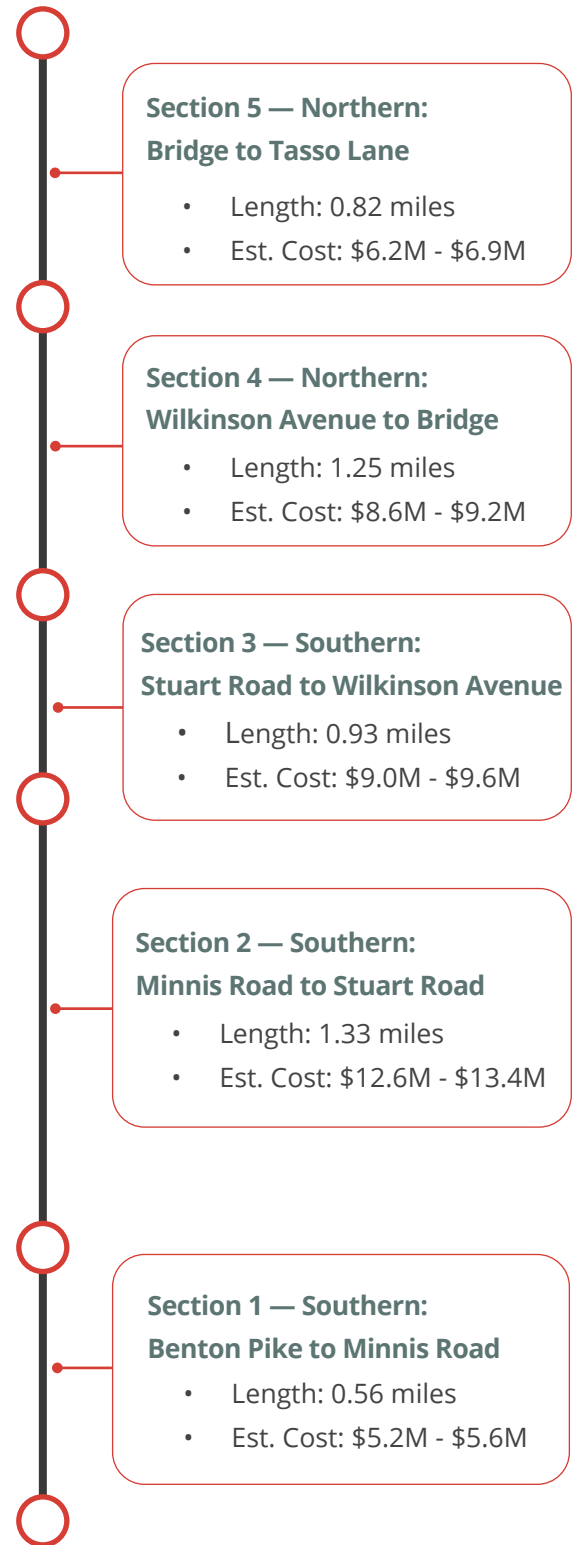 Section 5 — Northern:
Bridge to Tasso Lane
• Length: 0.82 miles
• Est. Cost: $6.2M - $6.9M
Section 4 — Northern:
Wilkinson Avenue to Bridge
• Length: 1.25 miles
• Est. Cost: $8.6M - $9.2M
Section 3 — Southern:
Stuart Road to Wilkinson Avenue
• Length: 0.93 miles
• Est. Cost: $9.0M - $9.6M
Section 2 — Southern:
Minnis Road to Stuart Road
• Length: 1.33 miles
• Est. Cost: $12.6M - $13.4M
Section 1 — Southern:
Benton Pike to Minnis Road
• Length: 0.56 miles
• Est. Cost: $5.2M - $5.6M